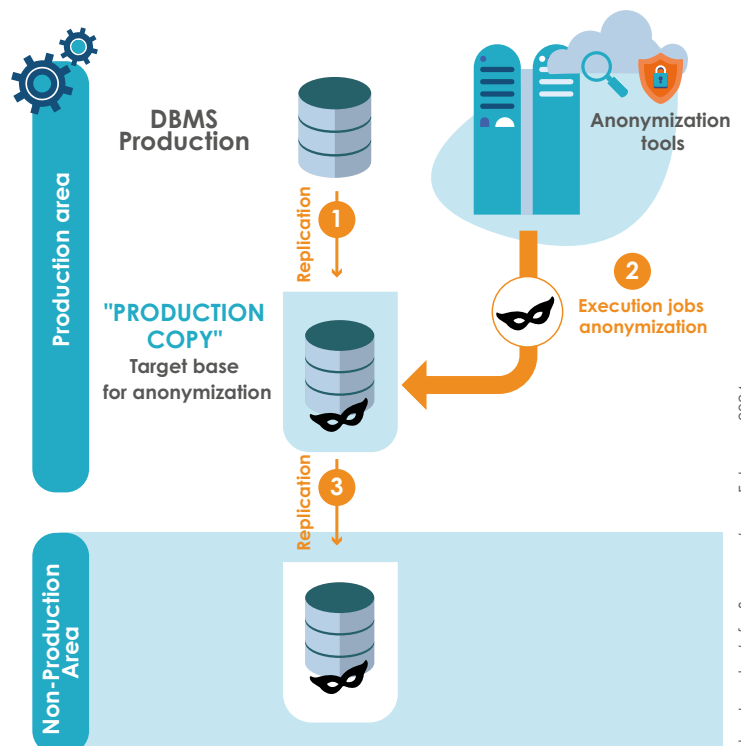 DBMS
Production
Anonymization
tools
Production area
Replication
1
2
Execution jobs
anonymization
"PRODUCTION
COPY"
Target base
for anonymization
Replication
3
Non-Production
Area